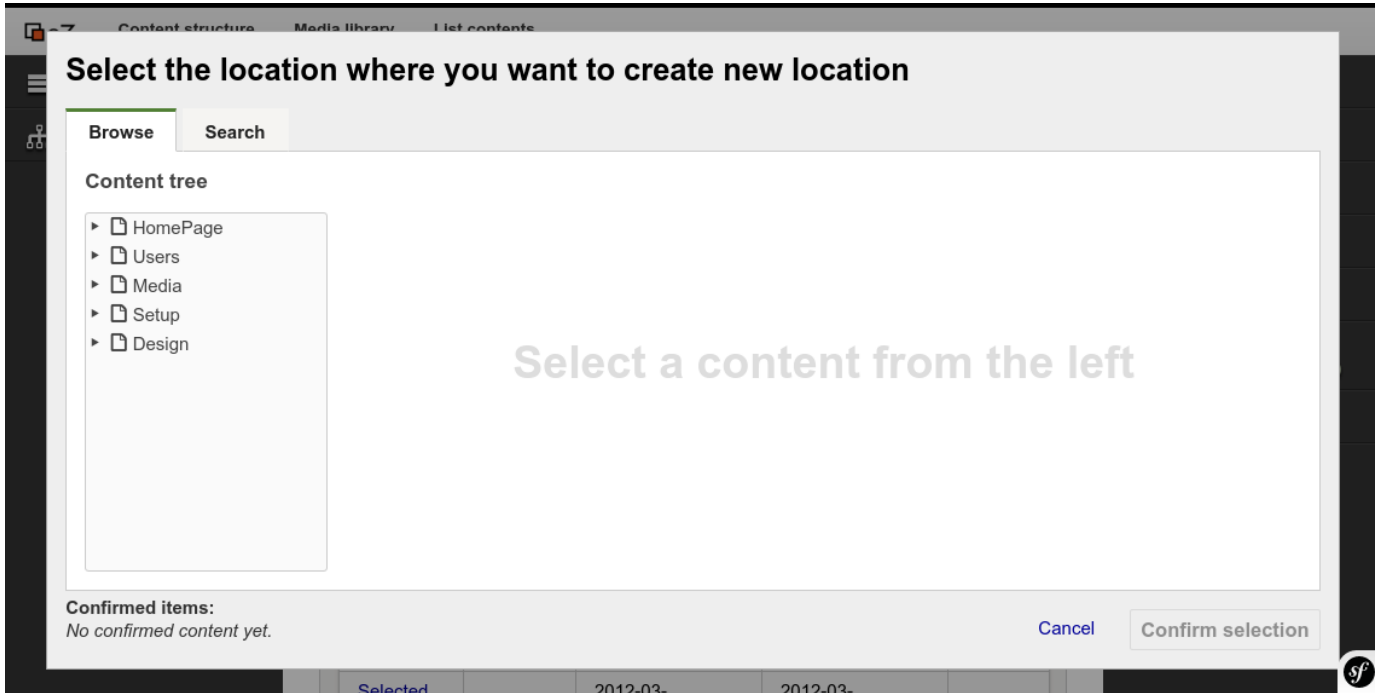 Content structure Media library List contents
Select the location where you want to create new location
Browse Search
Content tree
HomePage
Users
Media
Setup
Design
Select a content from the left
Confirmed items:
No confirmed content yet.
Cancel Confirm selection
Selected 2012-03- 2012-03-
sf